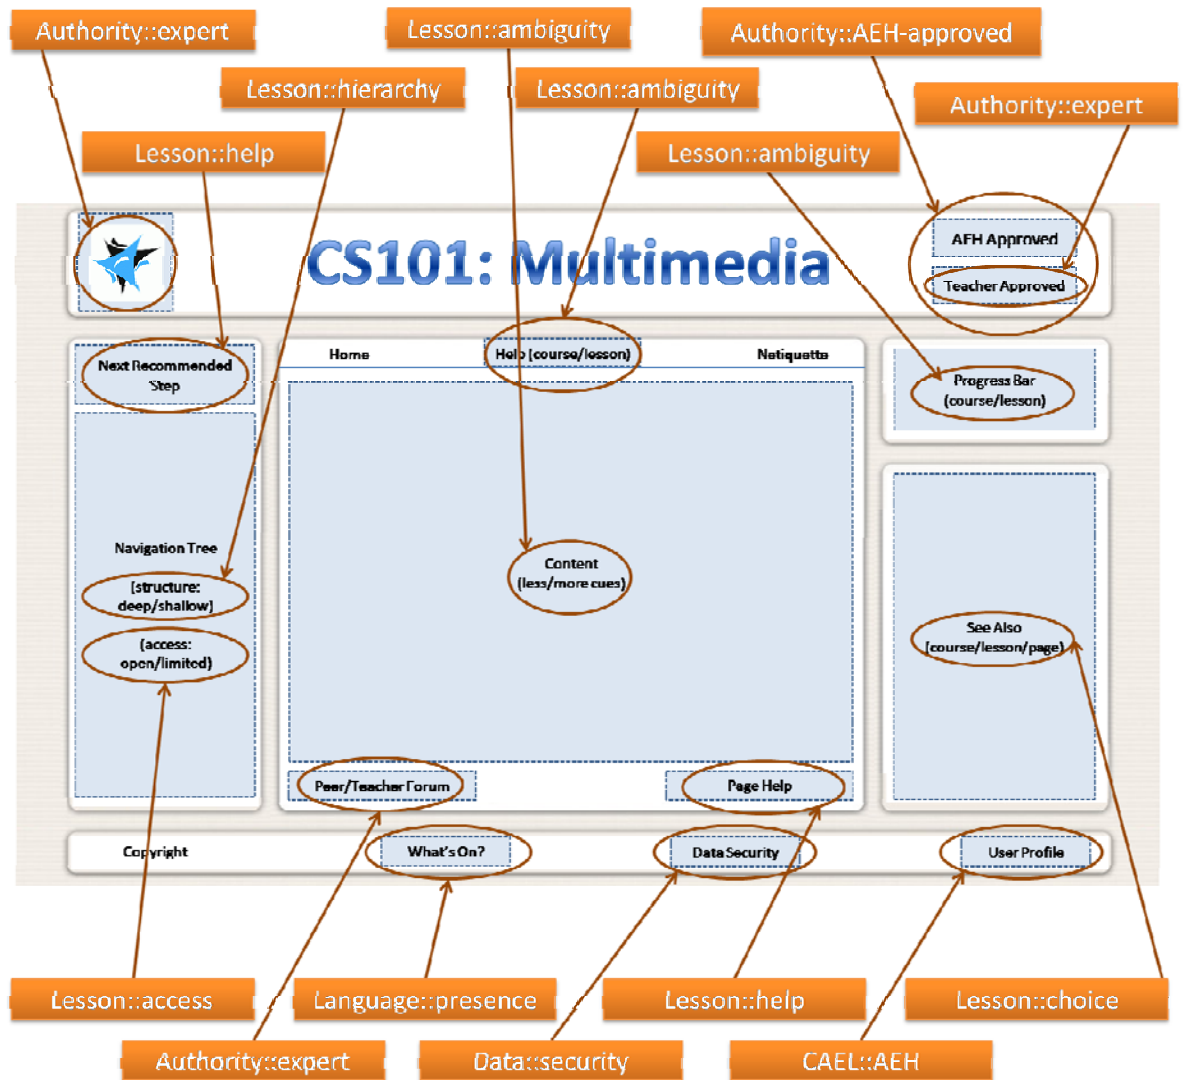 Authority::expert
Lesson::ambiguity
Authority::AEH-approved
Lesson::hierarchy
Lesson::ambiguity
Authority::expert
Lesson::help
Lesson::ambiguity
CS101: Multimedia
AEH Approved
Teacher Approved
Next Recommended
Step
Home
Help (course/lesson)
Netiquette
Progress Bar
(course/lesson)
Navigation Tree
(structure:
deep/shallow)
(access:
open/limited)
Content
(less/more cues)
See Also
(course/lesson/page)
Peer/Teacher Forum
Page Help
Copyright
What's On?
Data Security
User Profile
Lesson::access
Language::presence
Lesson::help
Lesson::choice
Authority::expert
Data::security
CAEL::AEH